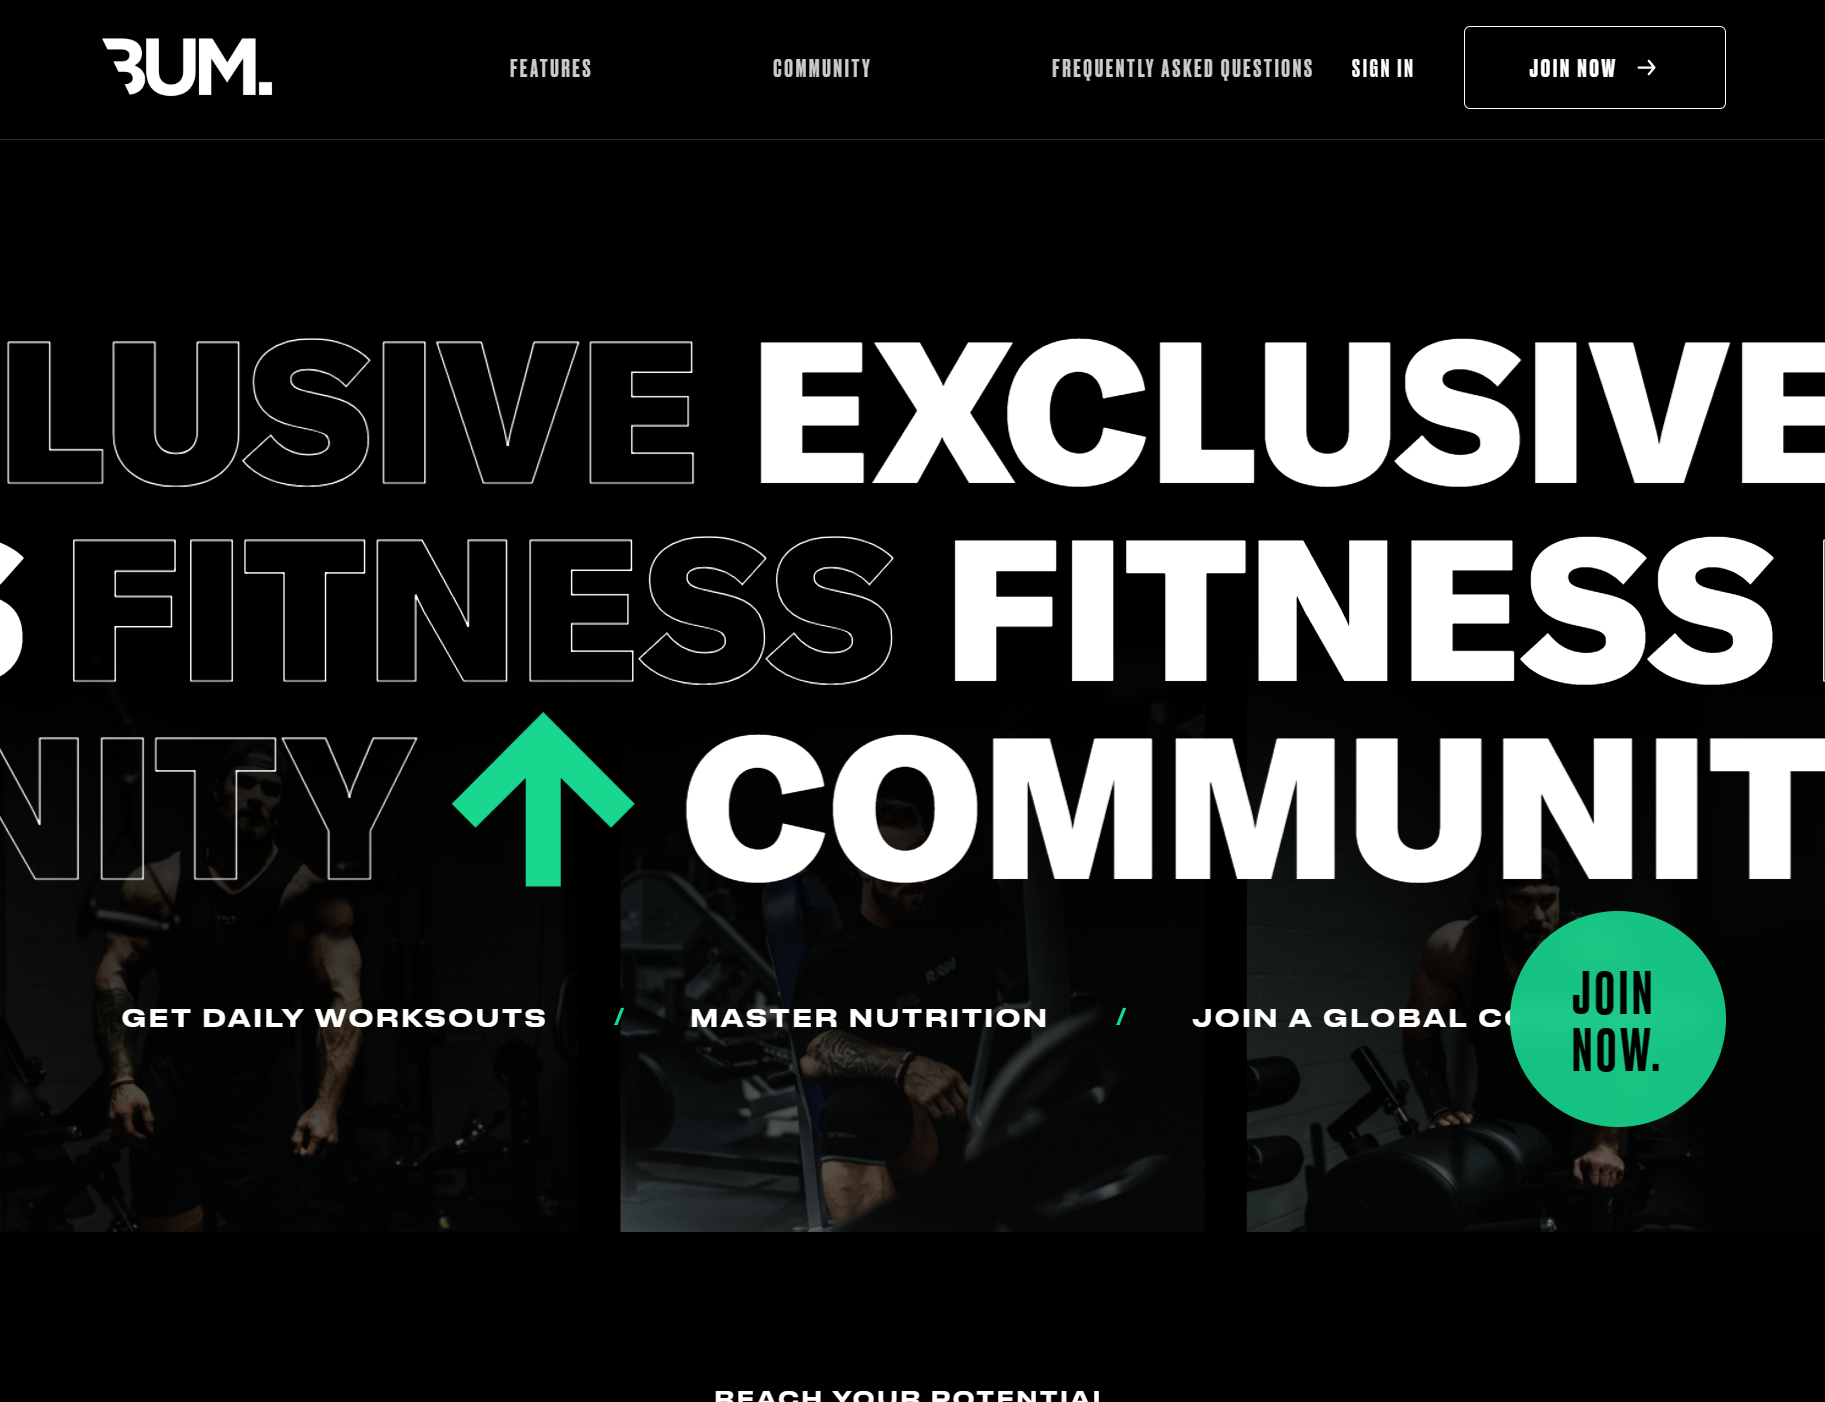 BUM.
FEATURES
COMMUNITY
FREQUENTLY ASKED QUESTIONS
SIGN IN
JOIN NOW →
LUSIVE EXCLUSIVE
S FITNESS FITNESS
NITY ↑ COMMUNIT
GET DAILY WORKSOUTS / MASTER NUTRITION / JOIN A GLOBAL CO
JOIN
NOW.
REACH YOUR POTENTIAL